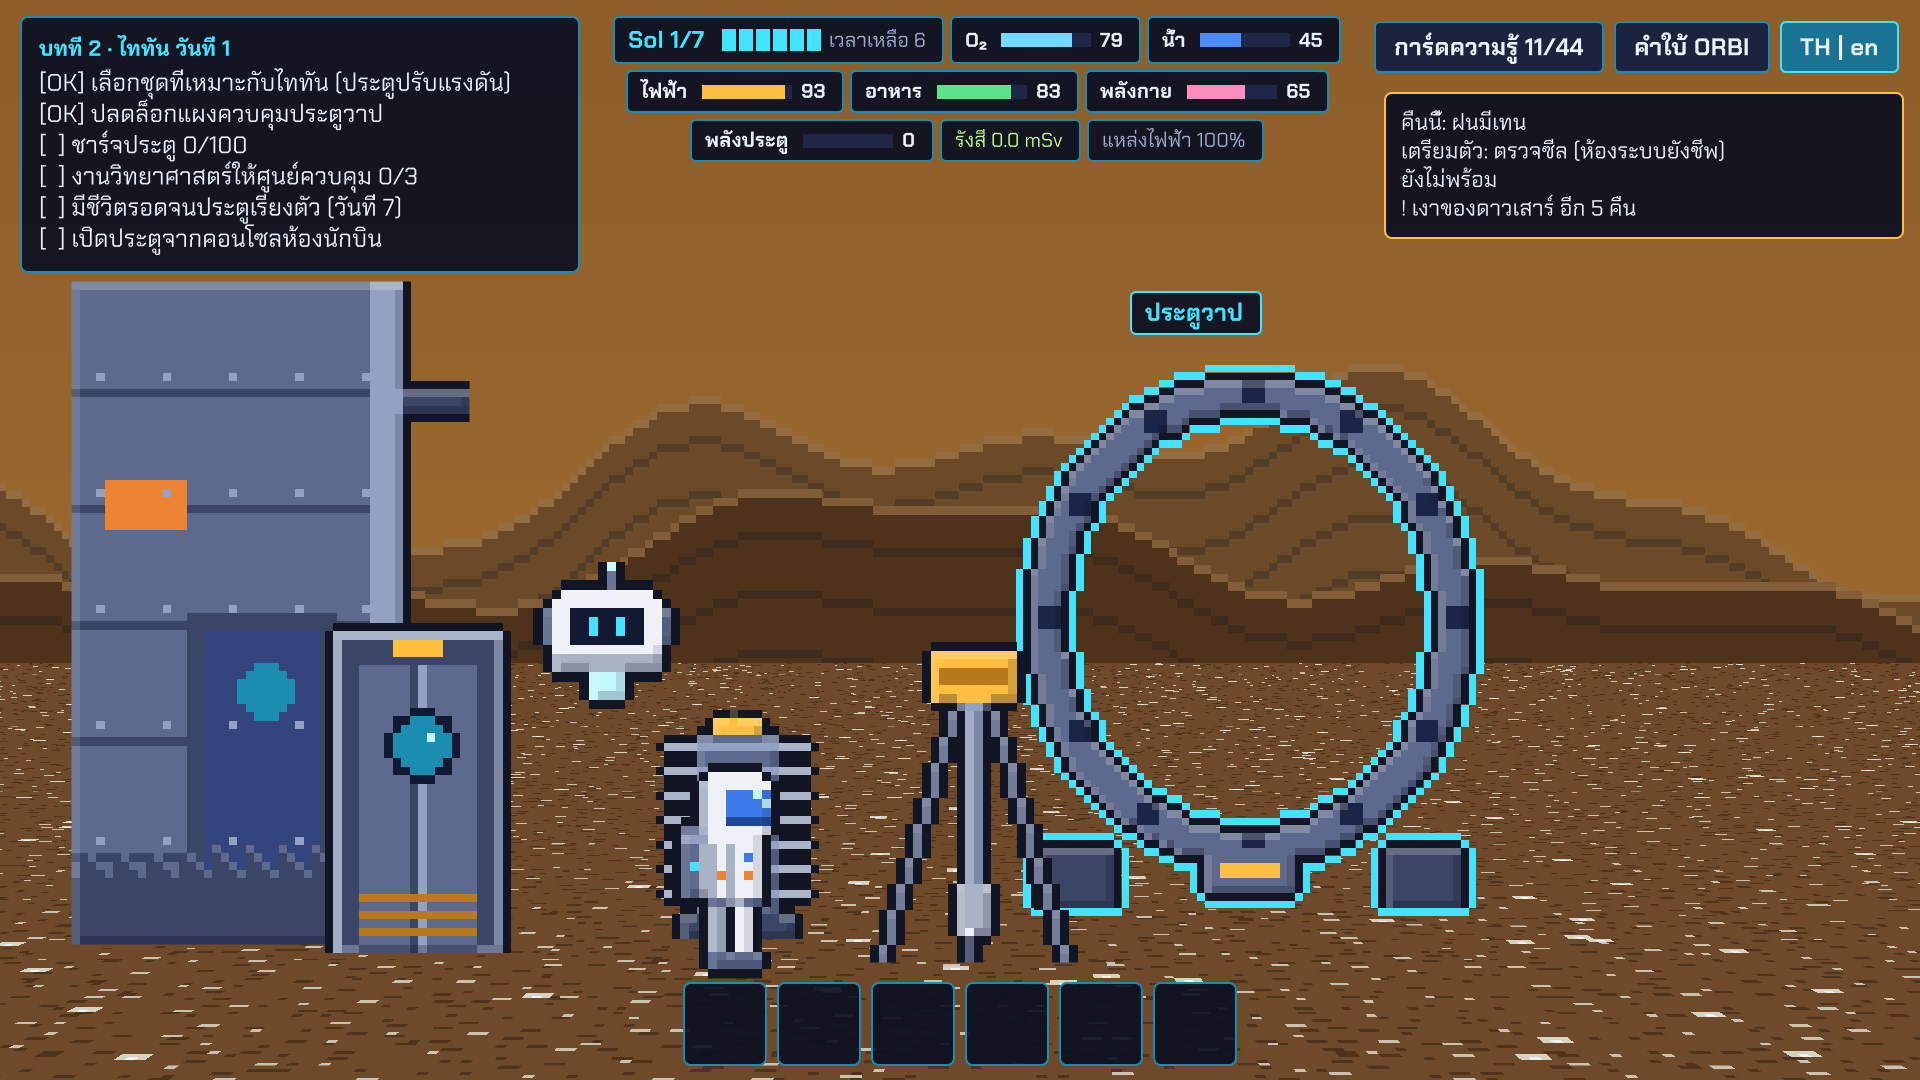 บทที่ 2 · ไททัน วันที่ 1
[OK] เลือกชุดที่เหมาะกับไททัน (ประตูปรับแรงดัน)
[OK] ปลดล็อกแผงควบคุมประตูวาป
[ ] ชาร์จประตู 0/100
[ ] งานวิทยาศาสตร์ให้ศูนย์ควบคุม 0/3
[ ] มีชีวิตรอดจนประตูเรียงตัว (วันที่ 7)
[ ] เปิดประตูจากคอนโซลห้องนักบิน
Sol 1/7 เวลาเหลือ 6
O₂ 79
น้ำ 45
ไฟฟ้า 93
อาหาร 83
พลังกาย 65
พลังประตู 0
รังสี 0.0 mSv
แหล่งไฟฟ้า 100%
การ์ดความรู้ 11/44
คำใบ้ ORBI
TH | en
คืนนี้: ฝนมีเทน
เตรียมตัว: ตรวจซีล (ห้องระบบยังชีพ)
ยังไม่พร้อม
! เงาของดาวเสาร์ อีก 5 คืน
ประตูวาป